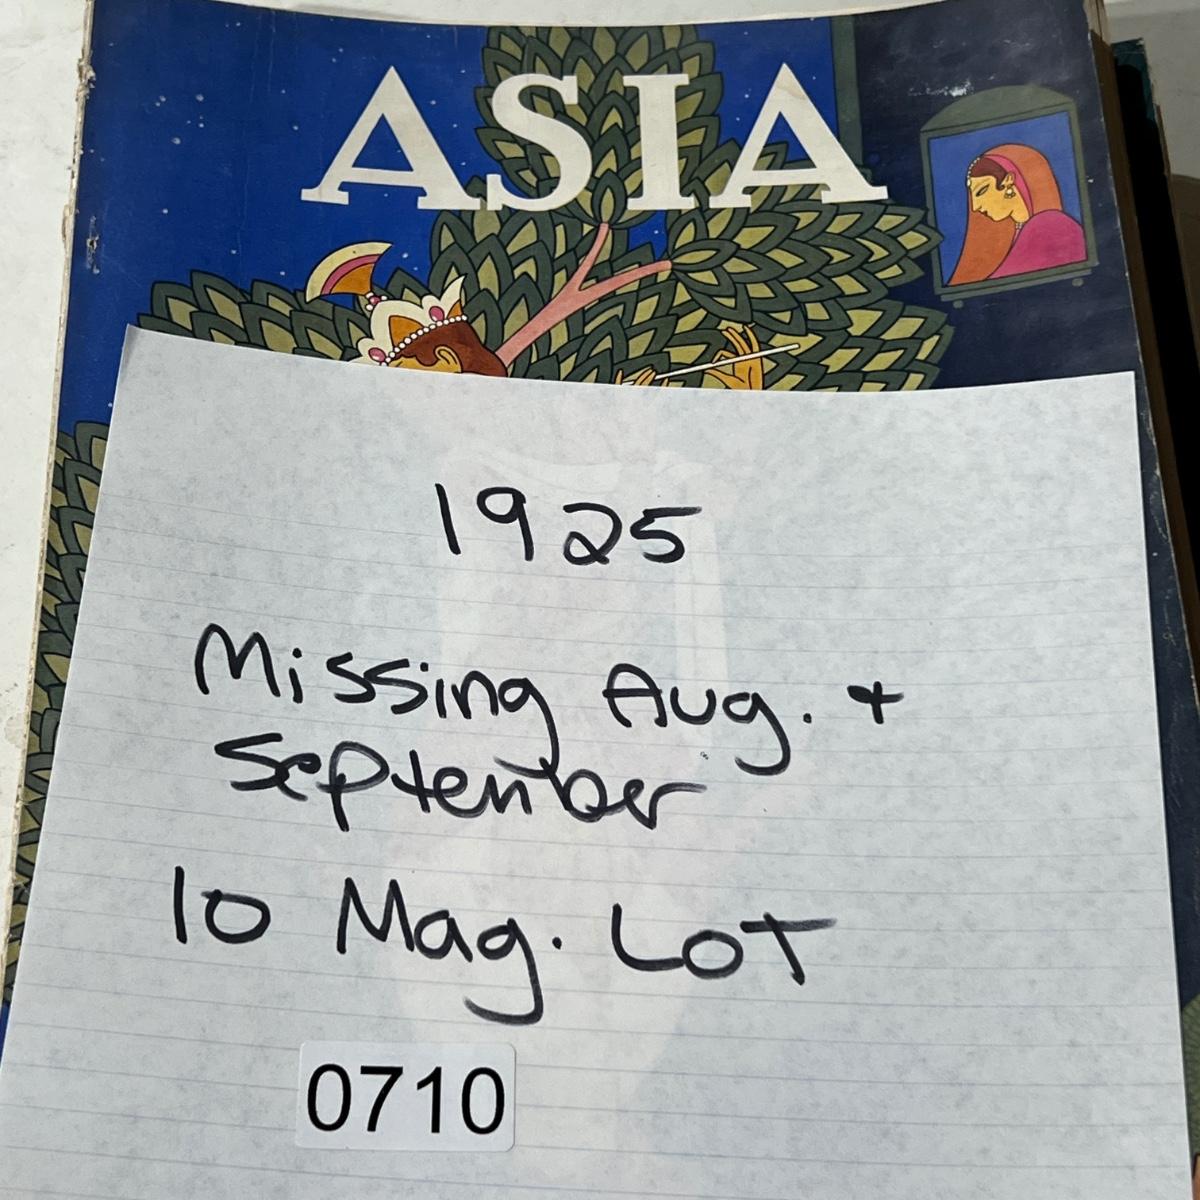 ASIA
1925
Missing Aug. +
September
10 Mag. LOT
0710